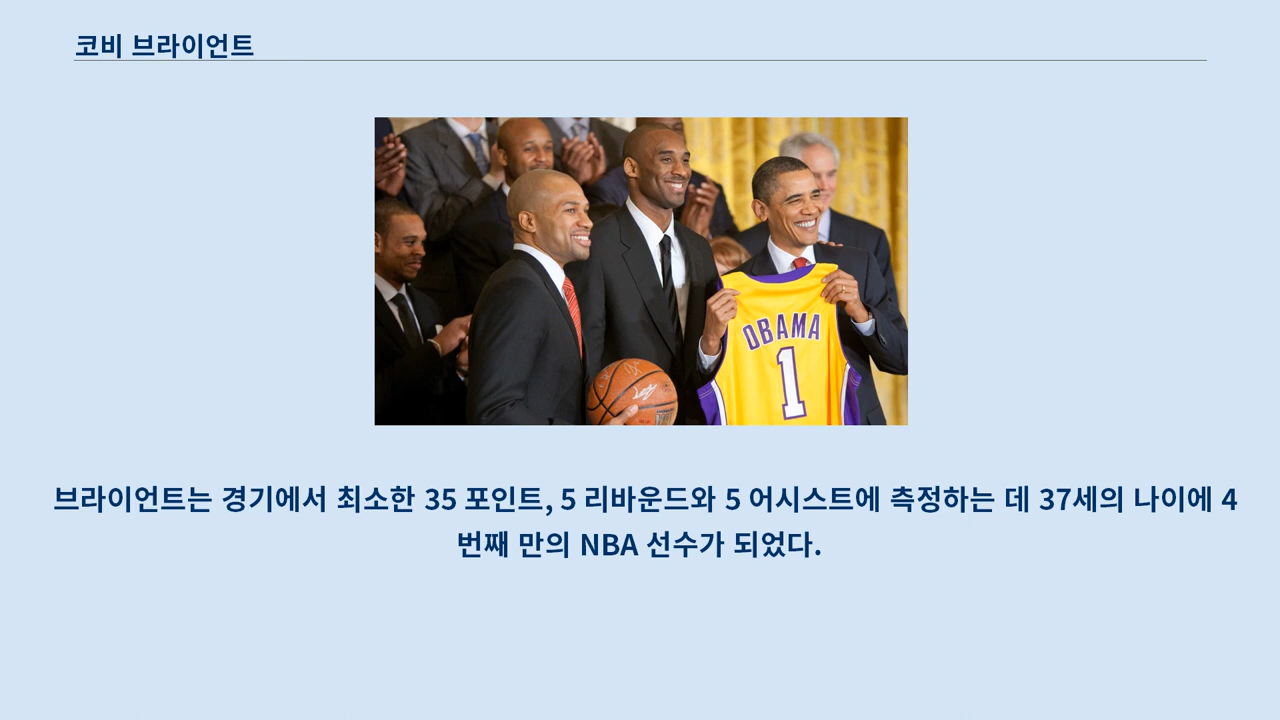 코비 브라이언트
OBAMA
1
브라이언트는 경기에서 최소한 35 포인트, 5 리바운드와 5 어시스트에 측정하는 데 37세의 나이에 4
번째 만의 NBA 선수가 되었다.